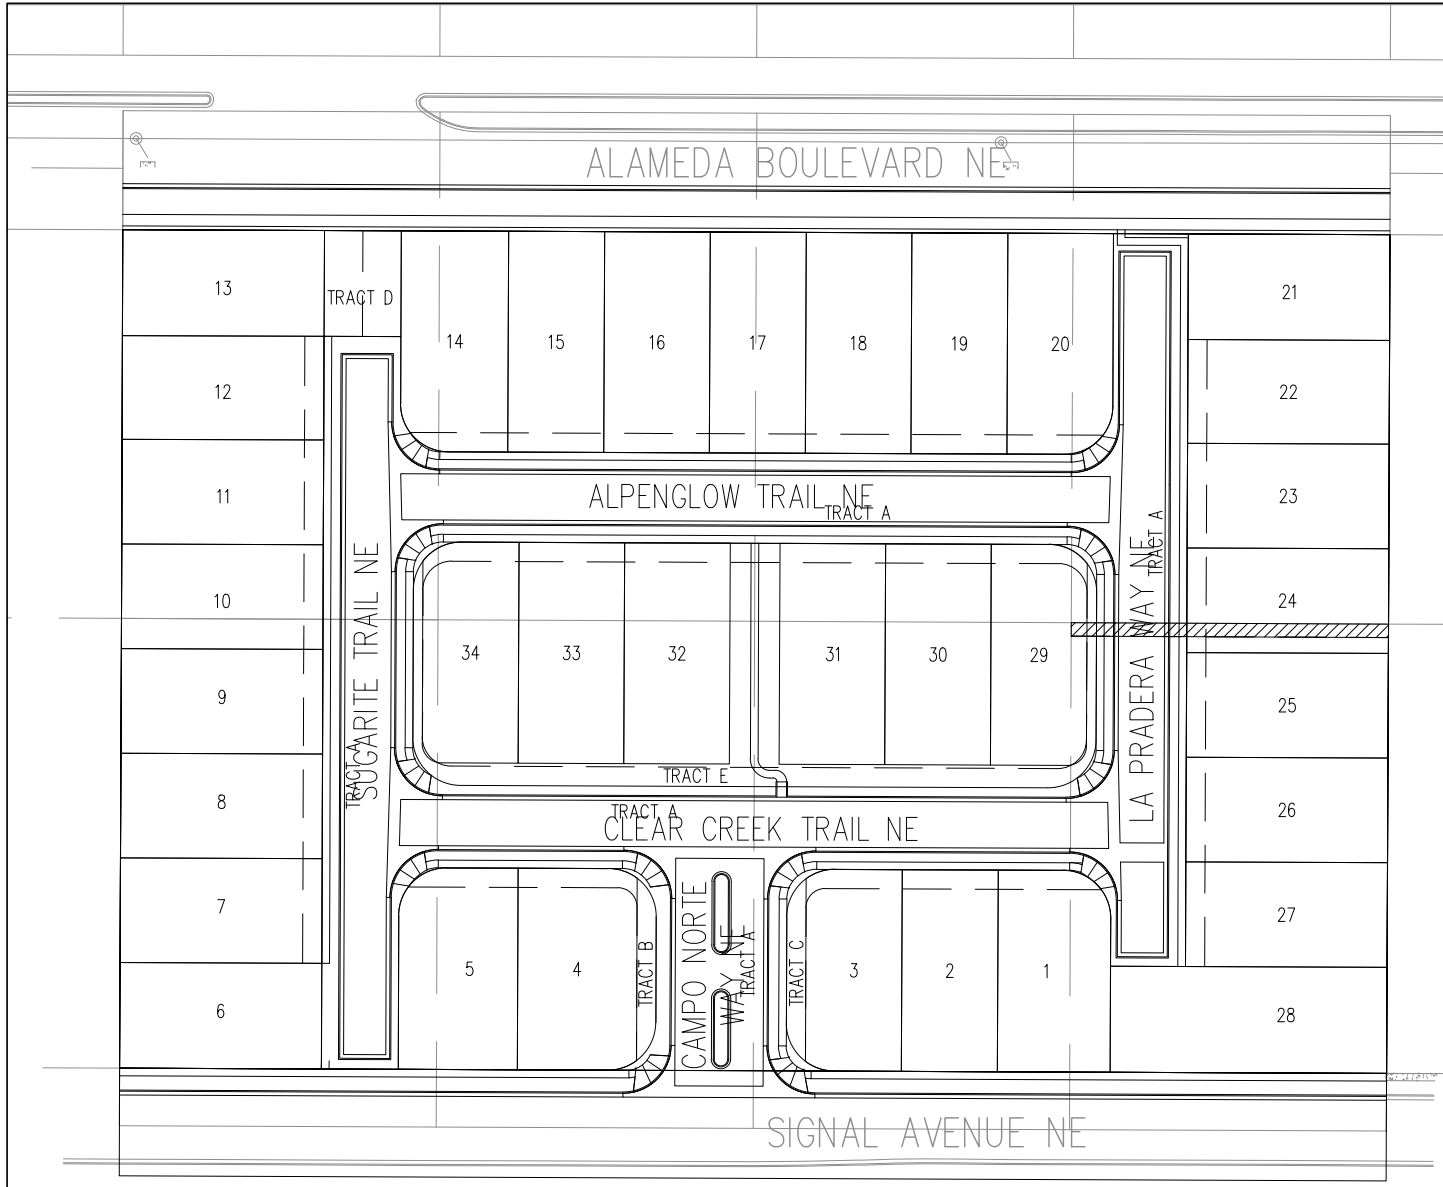 ALAMEDA BOULEVARD NE
13
TRACT D
14
15
16
17
18
19
20
21
12
22
11
ALPENGLOW TRAIL NE
TRACT A
23
10
SUGARITE TRAIL NE
TRACT A
34
33
32
31
30
29
LA PRADERA WAY NE
TRACT A
24
9
25
TRACT E
8
TRACT A
CLEAR CREEK TRAIL NE
26
7
27
5
4
TRACT B
CAMPO NORTE
WAY NE
TRACT A
TRACT C
3
2
1
6
28
SIGNAL AVENUE NE